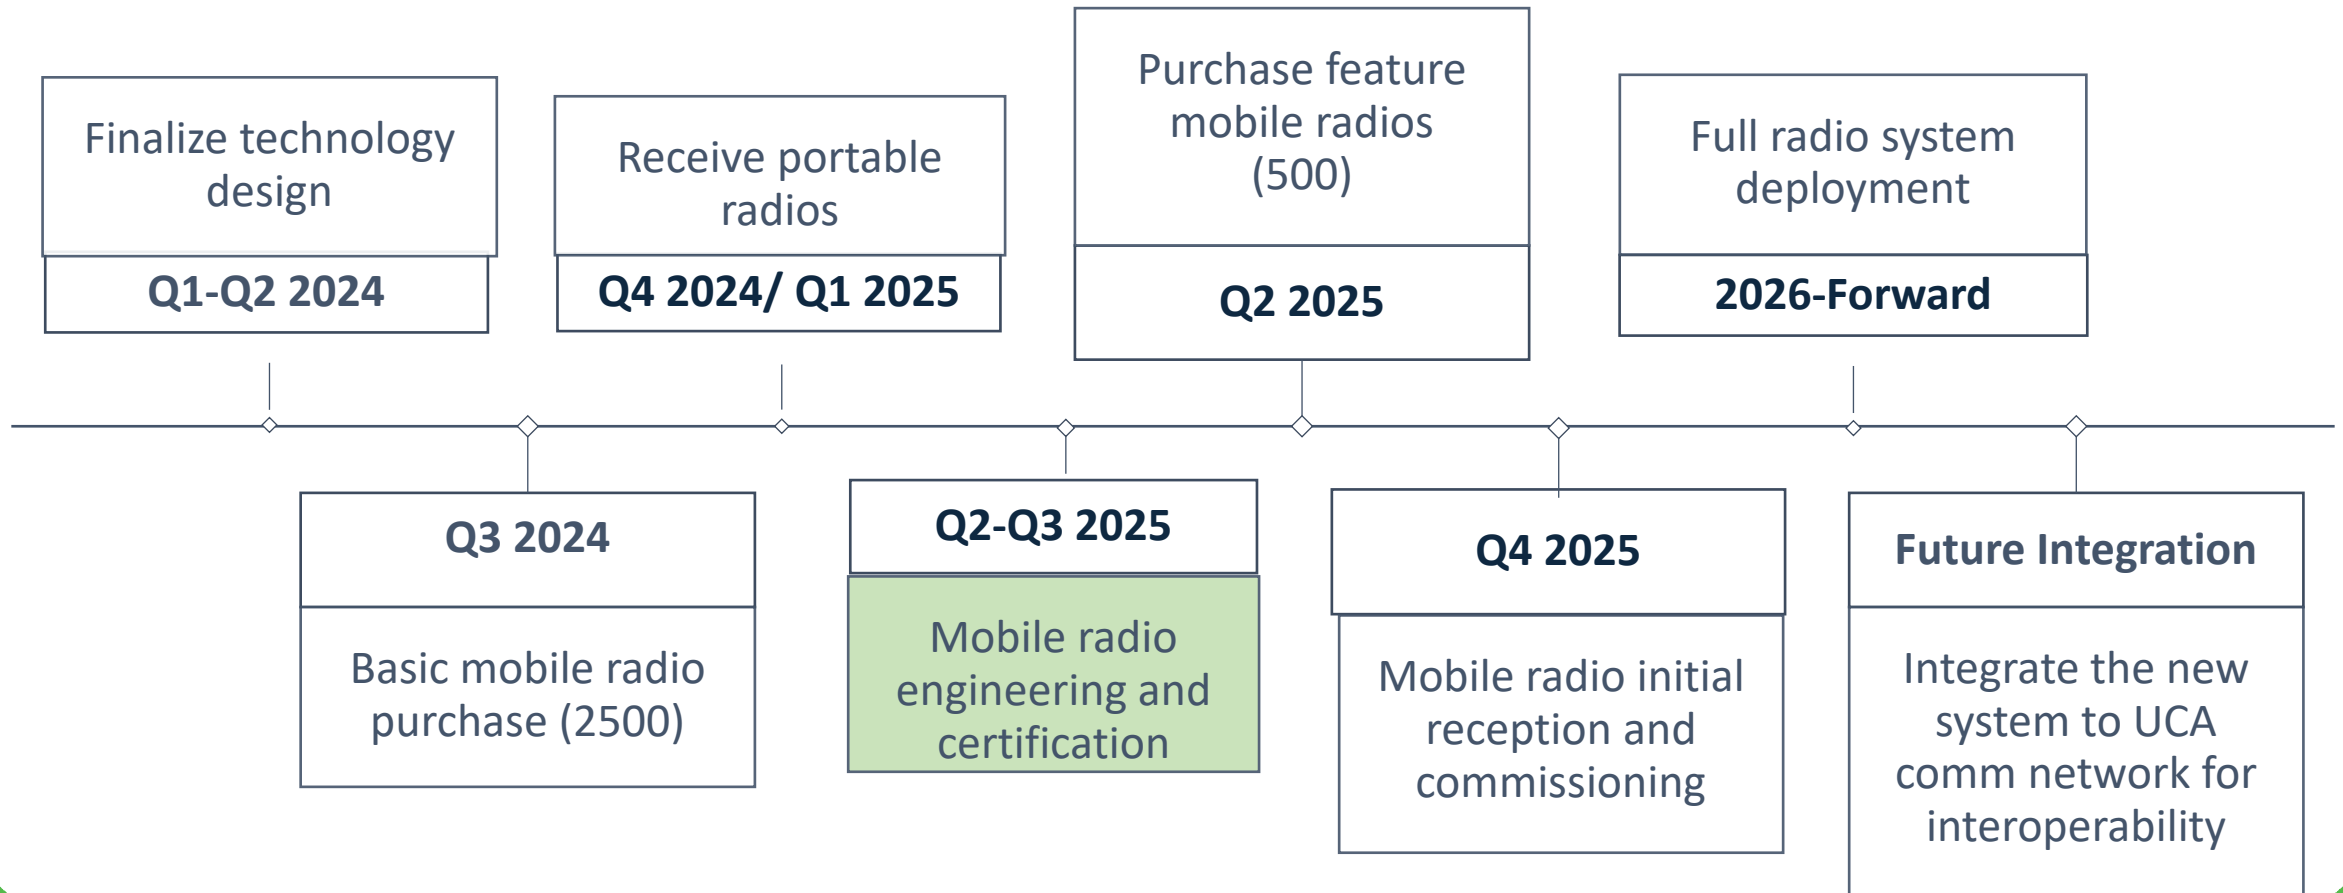 Finalize technology
design
Q1-Q2 2024
Q3 2024
Basic mobile radio
purchase (2500)
Receive portable
radios
Q4 2024/ Q1 2025
Q2-Q3 2025
Mobile radio
engineering and
certification
Purchase feature
mobile radios
(500)
Q2 2025
Q4 2025
Mobile radio initial
reception and
commissioning
Full radio system
deployment
2026-Forward
Future Integration
Integrate the new
system to UCA
comm network for
interoperability